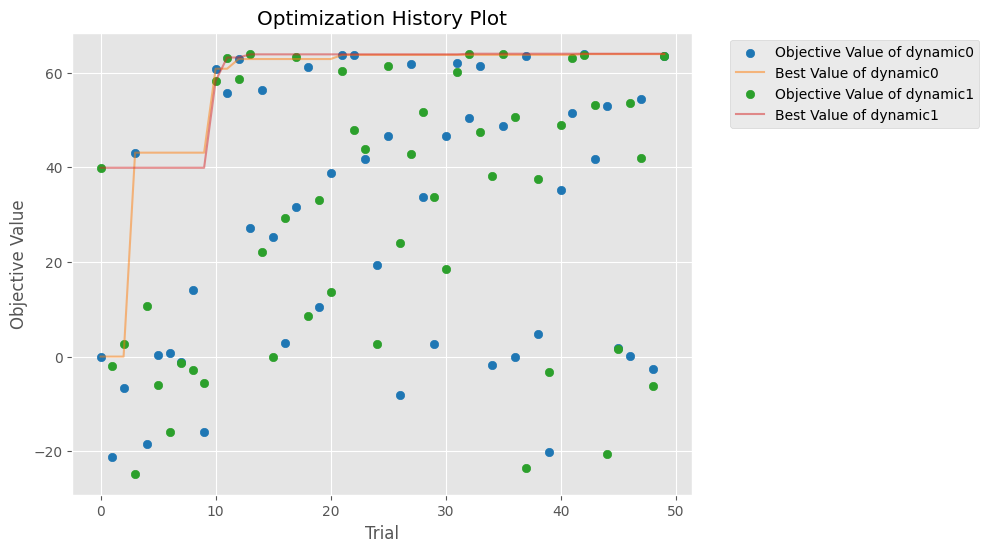 Optimization History Plot
Objective Value
60
40
20
0
−20
0 10 20 30 40 50
Trial
Objective Value of dynamic0
Best Value of dynamic0
Objective Value of dynamic1
Best Value of dynamic1